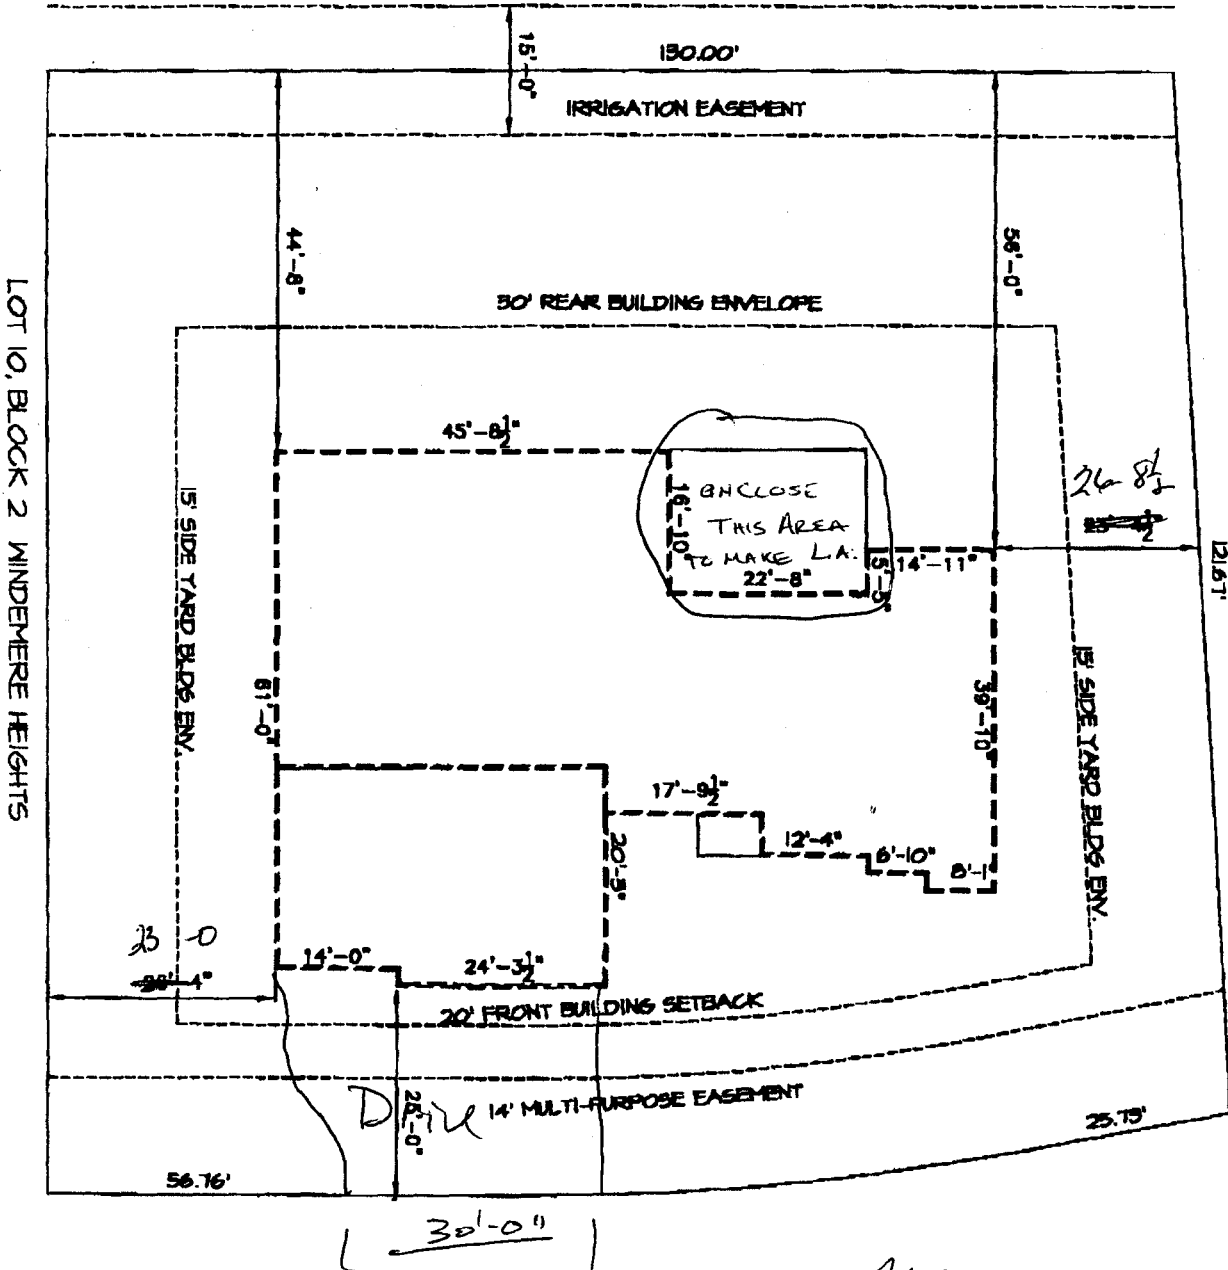 15'-0"
130.00'
IRRIGATION EASEMENT
44'-8"
56'-0"
30' REAR BUILDING ENVELOPE
LOT 10, BLOCK 2 WINDEMERE HEIGHTS
45'-8½"
16'-10"
ENCLOSE
THIS AREA
TO MAKE L.A.
22'-8"
5'-5"
14'-11"
26-8½
121.67'
15' SIDE YARD BLDG ENV.
61'-0"
39'-10"
15' SIDE YARD BLDG. ENV.
17'-9½"
20'-5"
12'-4"
6'-10"
8'-1"
23-0
14'-0"
24'-3½"
20' FRONT BUILDING SETBACK
Drive
25'-0"
14' MULTI-PURPOSE EASEMENT
25.73'
56.76'
30'-0"